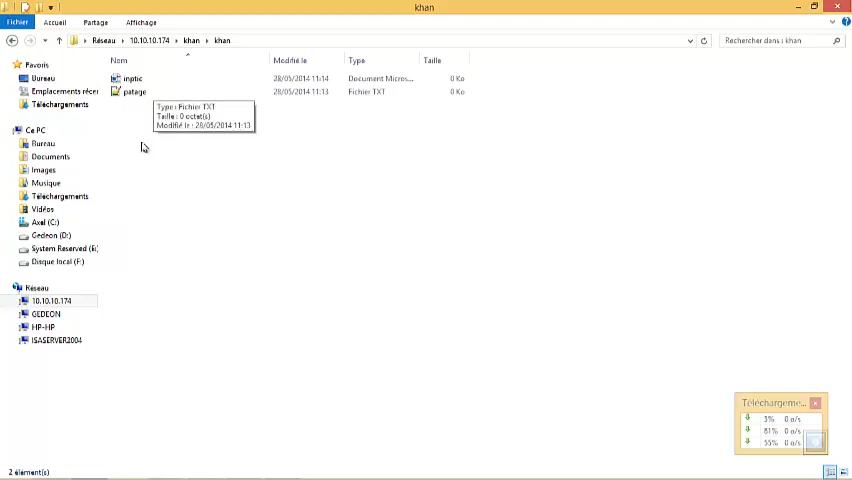 khan
Fichier Accueil Partage Affichage
Réseau 10.10.10.174 khan khan Rechercher dans : khan
Nom Modifié le Type Taille
Favoris
Bureau
Emplacements récer
Téléchargements
Ce PC
Bureau
Documents
Images
Musique
Téléchargements
Vidéos
Axel (C:)
Gedeon (D:)
System Reserved (E:
Disque local (F:)
Réseau
10.10.10.174
GEDEON
HP-HP
ISASERVER2004
inptic 28/05/2014 11:14 Document Micros... 0 Ko
patage 28/05/2014 11:13 Fichier TXT 0 Ko
Type : Fichier TXT
Taille : 0 octet(s)
Modifié le : 28/05/2014 11:13
Téléchargeme...
3% 0 o/s
81% 0 o/s
55% 0 o/s
2 élément(s)